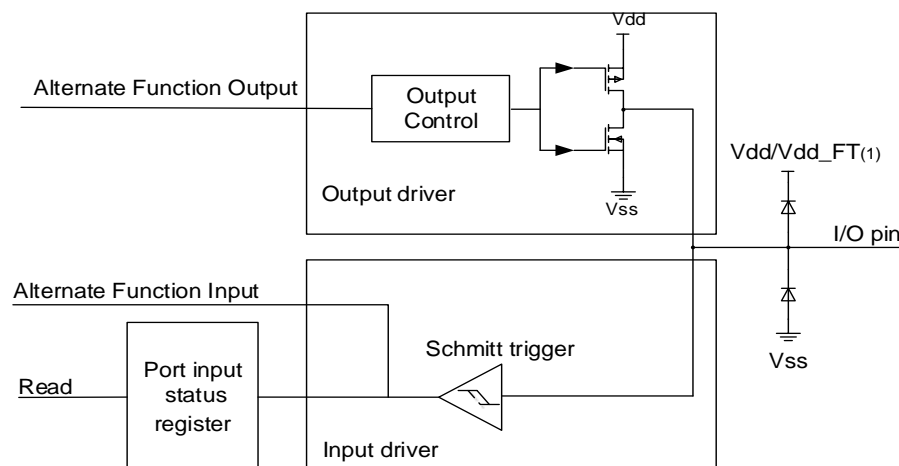 Vdd
Alternate Function Output
Output
Control
Vdd/Vdd_FT(1)
Output driver
Vss
I/O pin
Alternate Function Input
Schmitt trigger
Vss
Port input
status
register
Read
Input driver